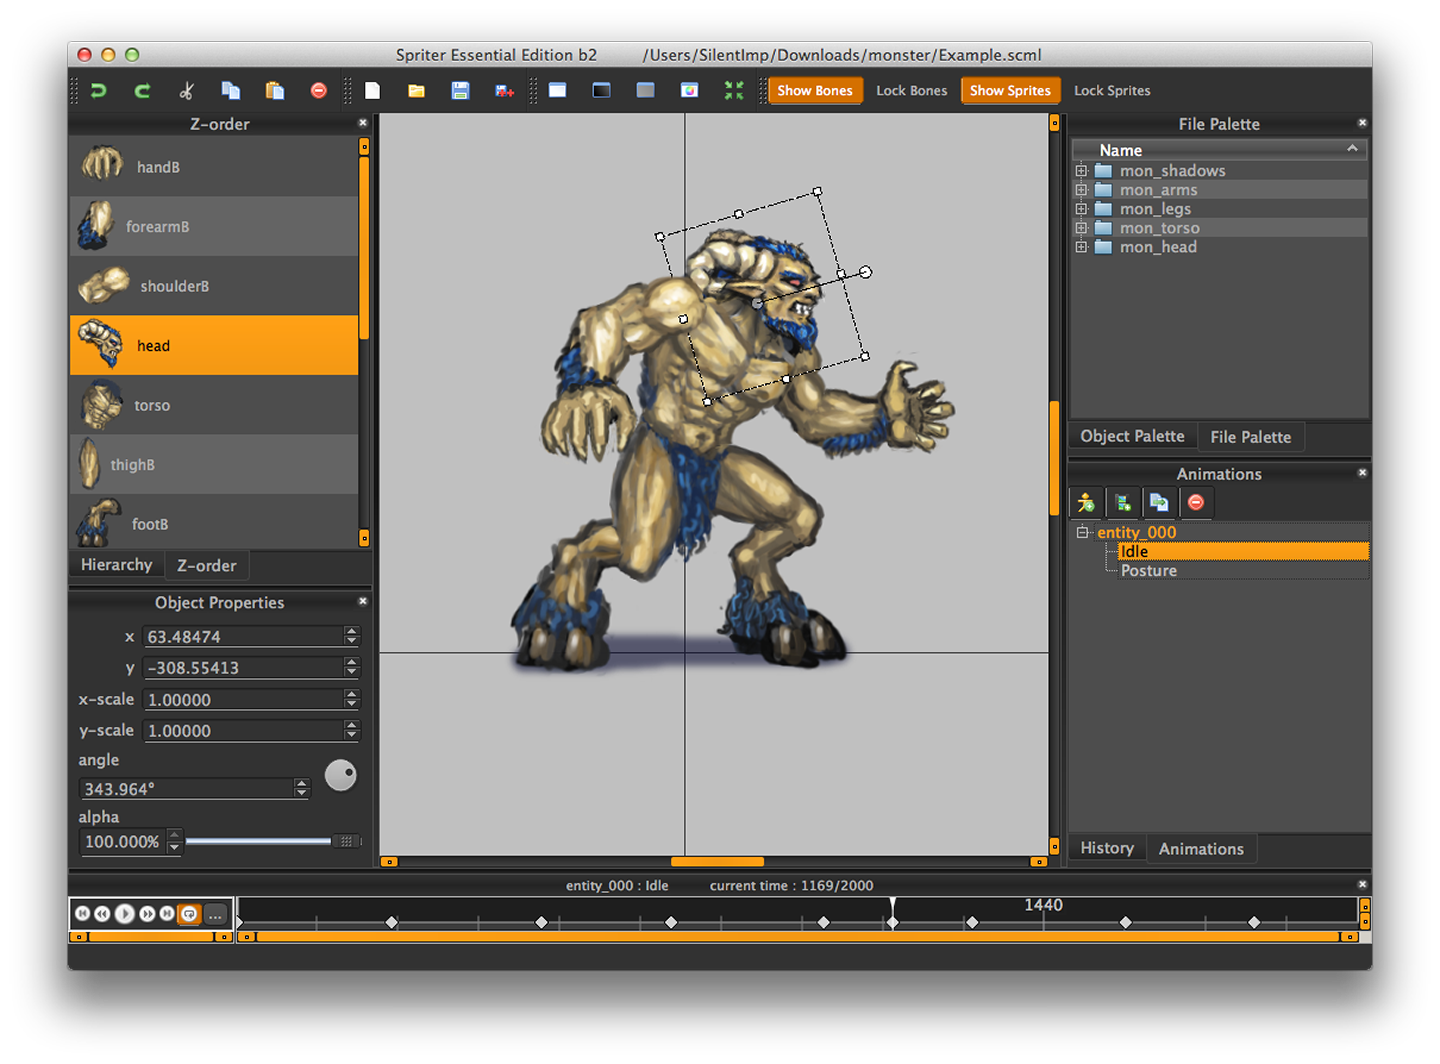 Spriter Essential Edition b2 /Users/SilentImp/Downloads/monster/Example.scml
Show Bones Lock Bones Show Sprites Lock Sprites
Z-order
handB
forearmB
shoulderB
head
torso
thighB
footB
Hierarchy Z-order
Object Properties
x 63.48474
y -308.55413
x-scale 1.00000
y-scale 1.00000
angle
343.964°
alpha
100.000%
File Palette
Name
mon_shadows
mon_arms
mon_legs
mon_torso
mon_head
Object Palette File Palette
Animations
entity_000
Idle
Posture
History Animations
entity_000 : Idle current time : 1169/2000
...
1440